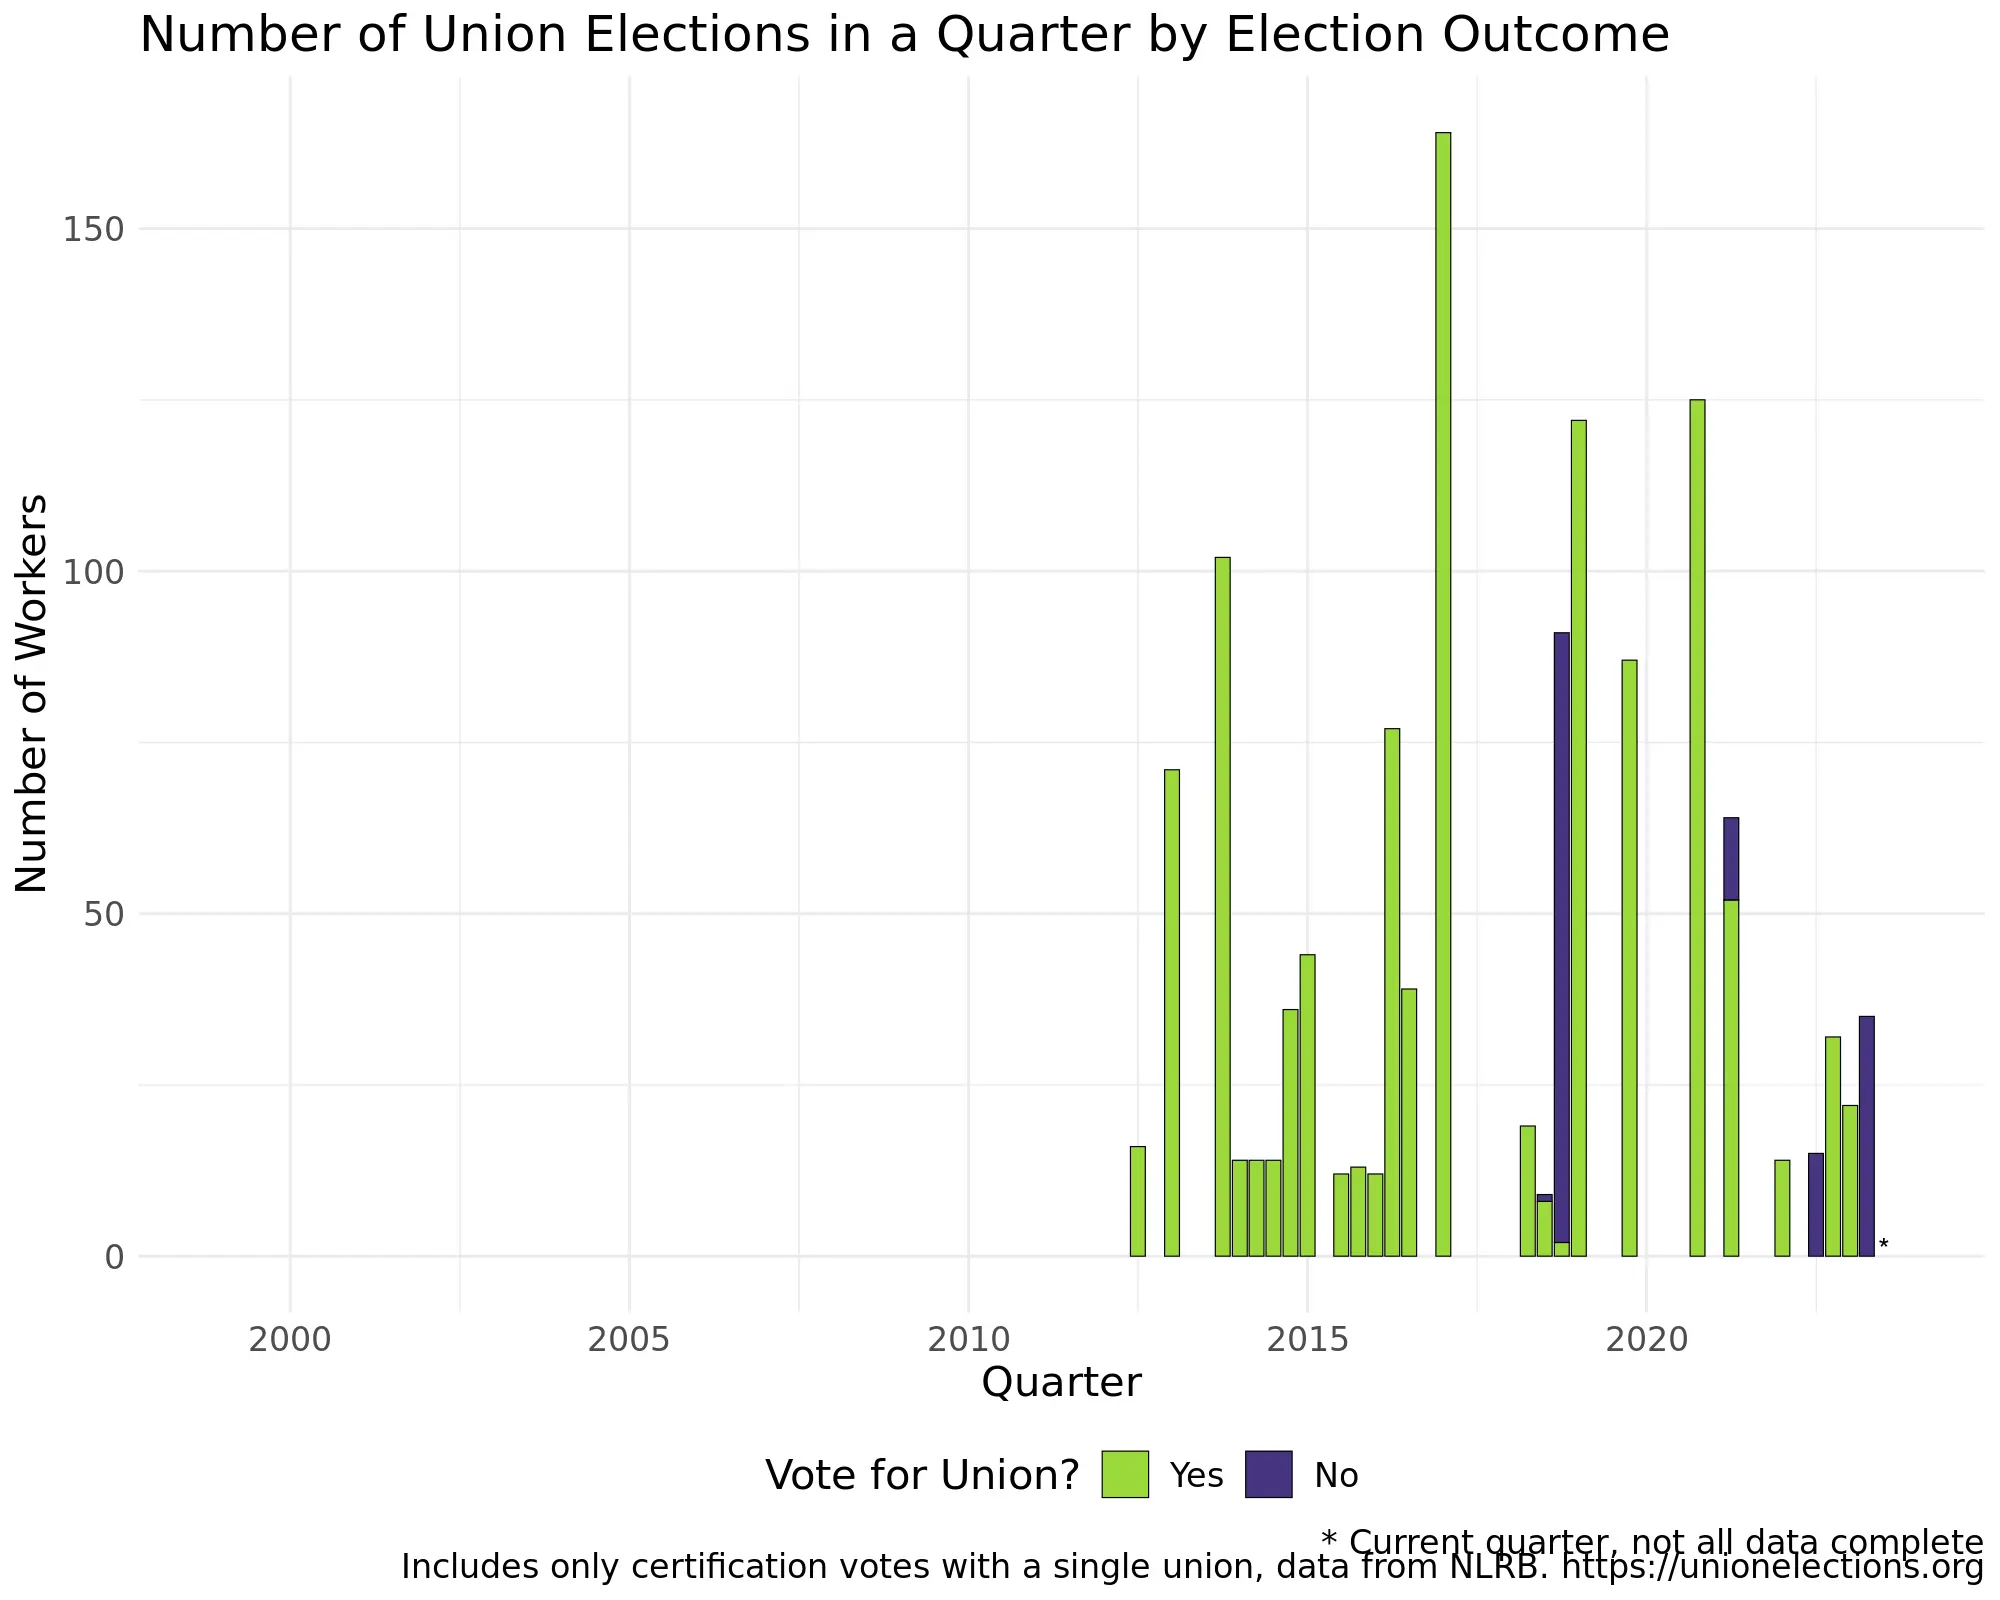 Number of Union Elections in a Quarter by Election Outcome
Number of Workers
150
100
50
0
*
2000 2005 2010 2015 2020
Quarter
Vote for Union? Yes No
* Current quarter, not all data complete
Includes only certification votes with a single union, data from NLRB. https://unionelections.org